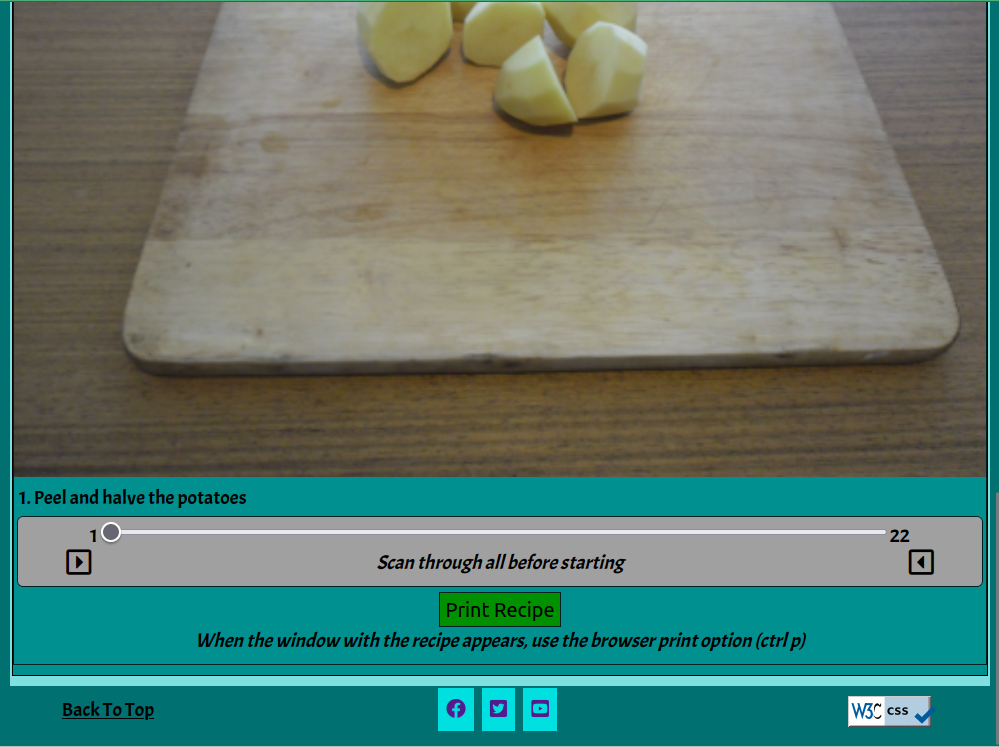 1. Peel and halve the potatoes
1 22
Scan through all before starting
Print Recipe
When the window with the recipe appears, use the browser print option (ctrl p)
Back To Top
W3C css